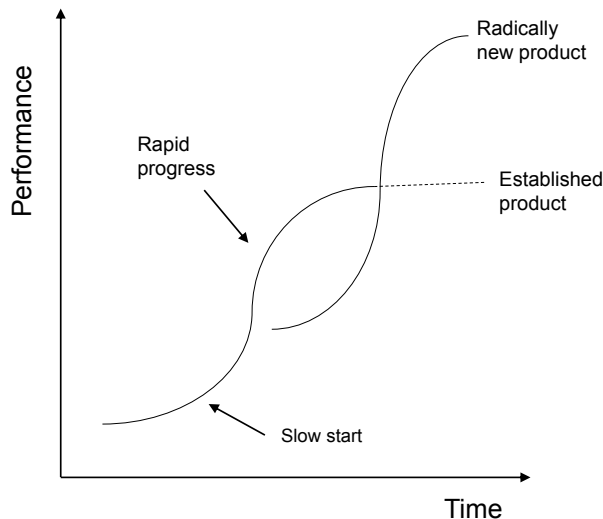 Radically
new product
Performance
Rapid
progress
Established
product
Slow start
Time